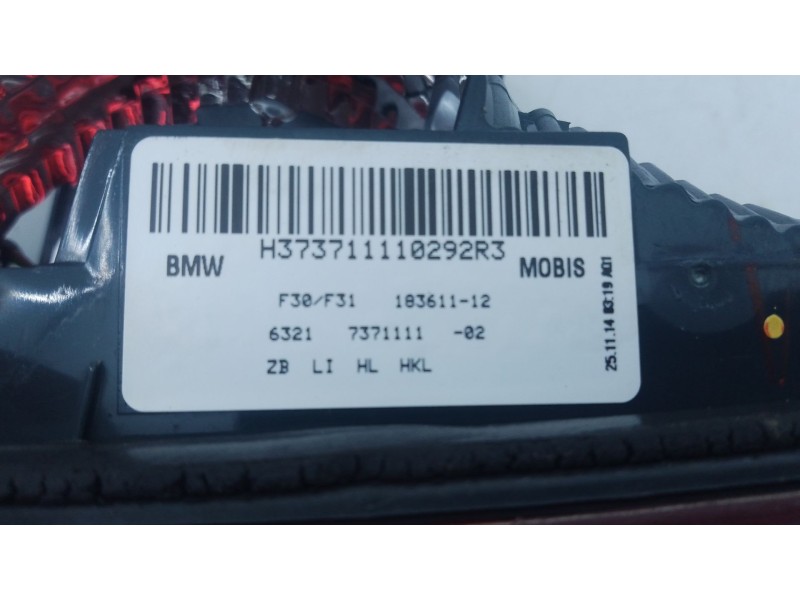 H373711110292R3
BMW
MOBIS
F30/F31 183611-12
6321 7371111 -02
ZB LI HL HKL
25.11.14 03:19 A01